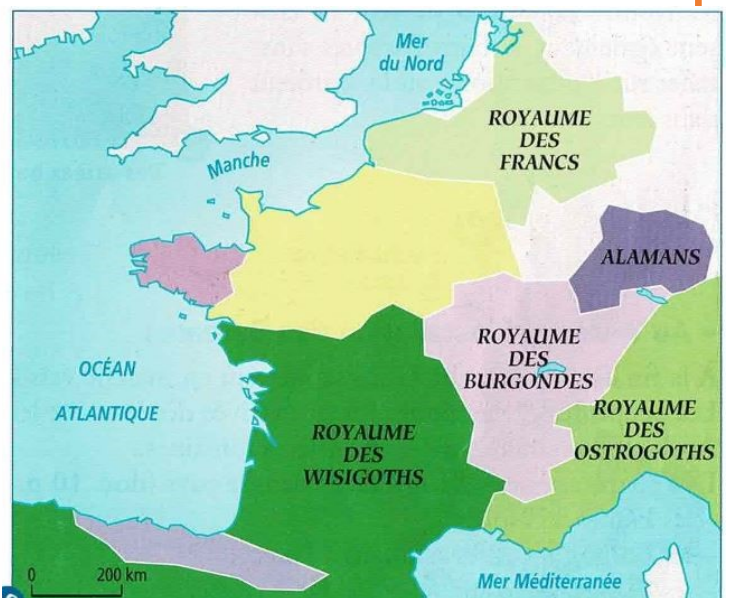 Mer
du Nord
ROYAUME
DES
FRANCS
Manche
ALAMANS
ROYAUME
DES
BURGONDES
OCÉAN
ATLANTIQUE
ROYAUME
DES
OSTROGOTHS
ROYAUME
DES
WISIGOTHS
0 200 km
Mer Méditerranée